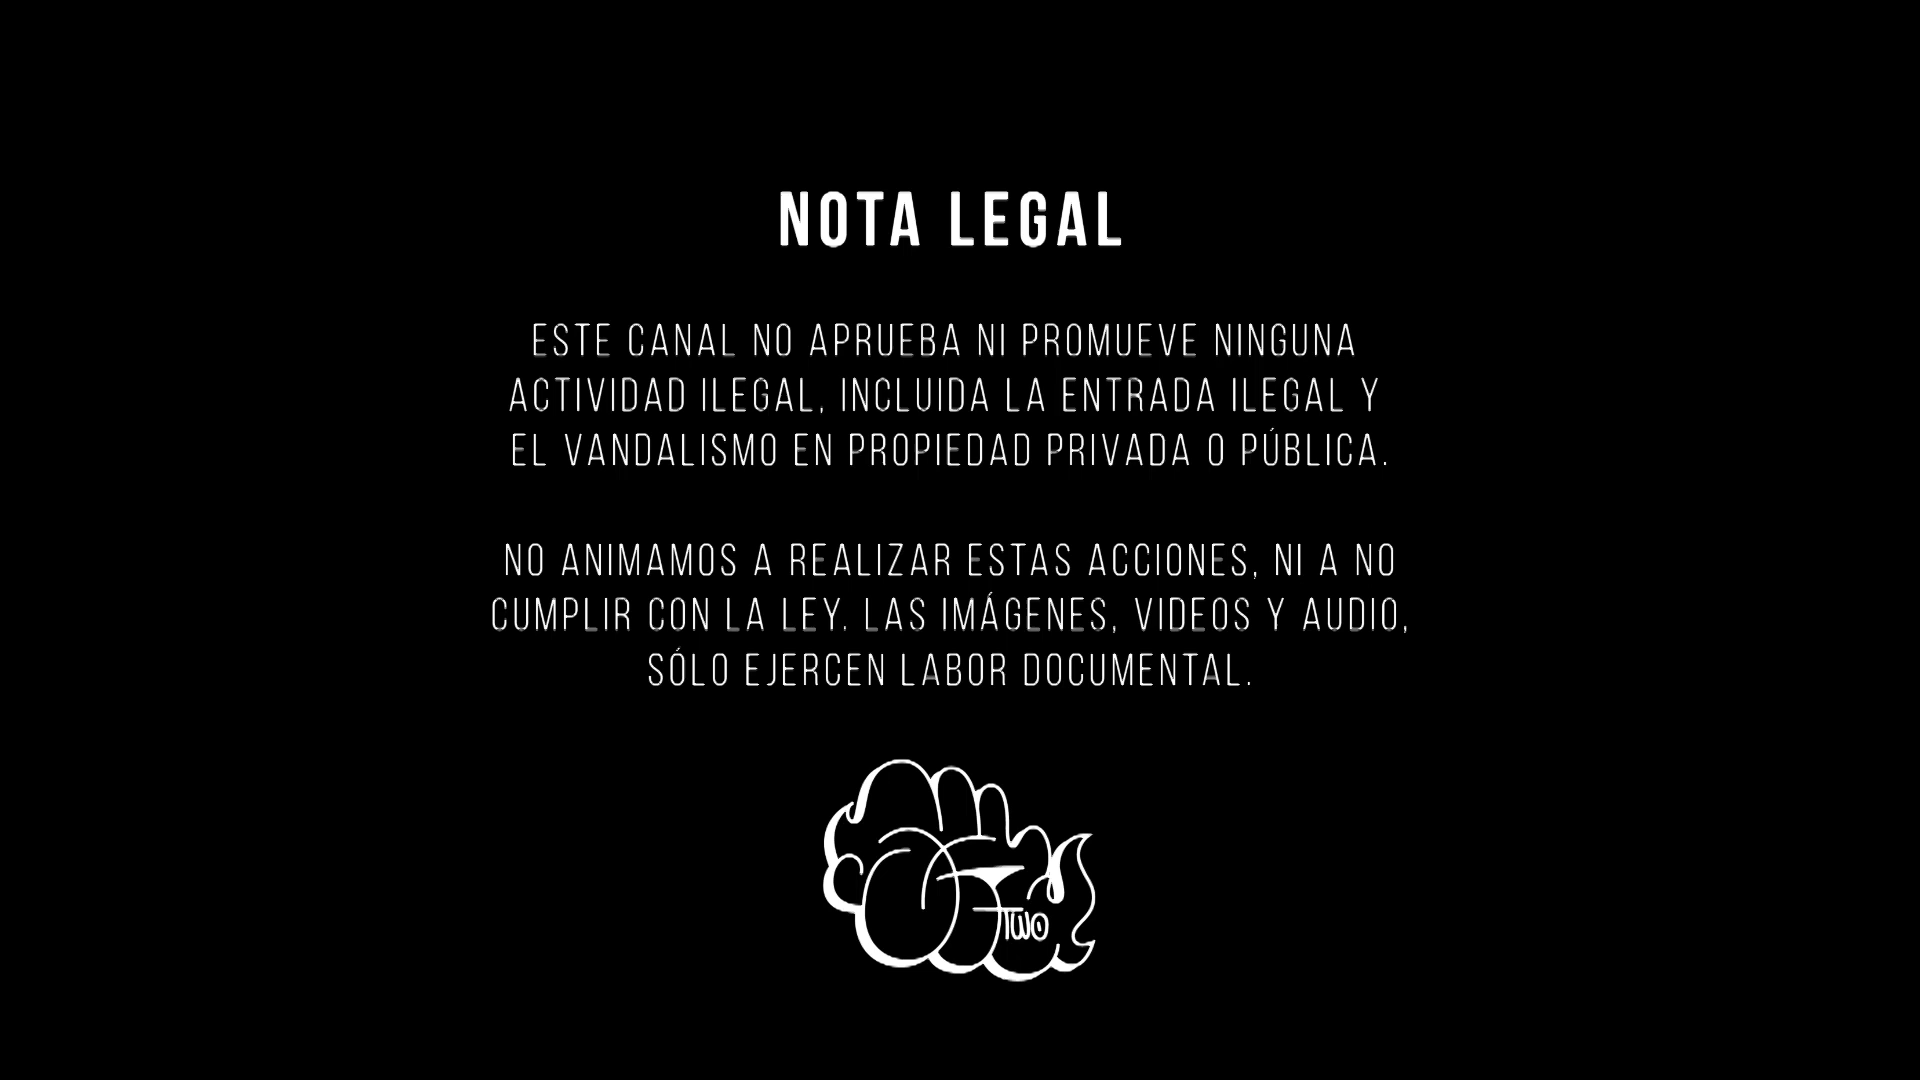 NOTA LEGAL
ESTE CANAL NO APRUEBA NI PROMUEVE NINGUNA
ACTIVIDAD ILEGAL, INCLUIDA LA ENTRADA ILEGAL Y
EL VANDALISMO EN PROPIEDAD PRIVADA O PÚBLICA.
NO ANIMAMOS A REALIZAR ESTAS ACCIONES, NI A NO
CUMPLIR CON LA LEY. LAS IMÁGENES, VIDEOS Y AUDIO,
SÓLO EJERCEN LABOR DOCUMENTAL.
TWO